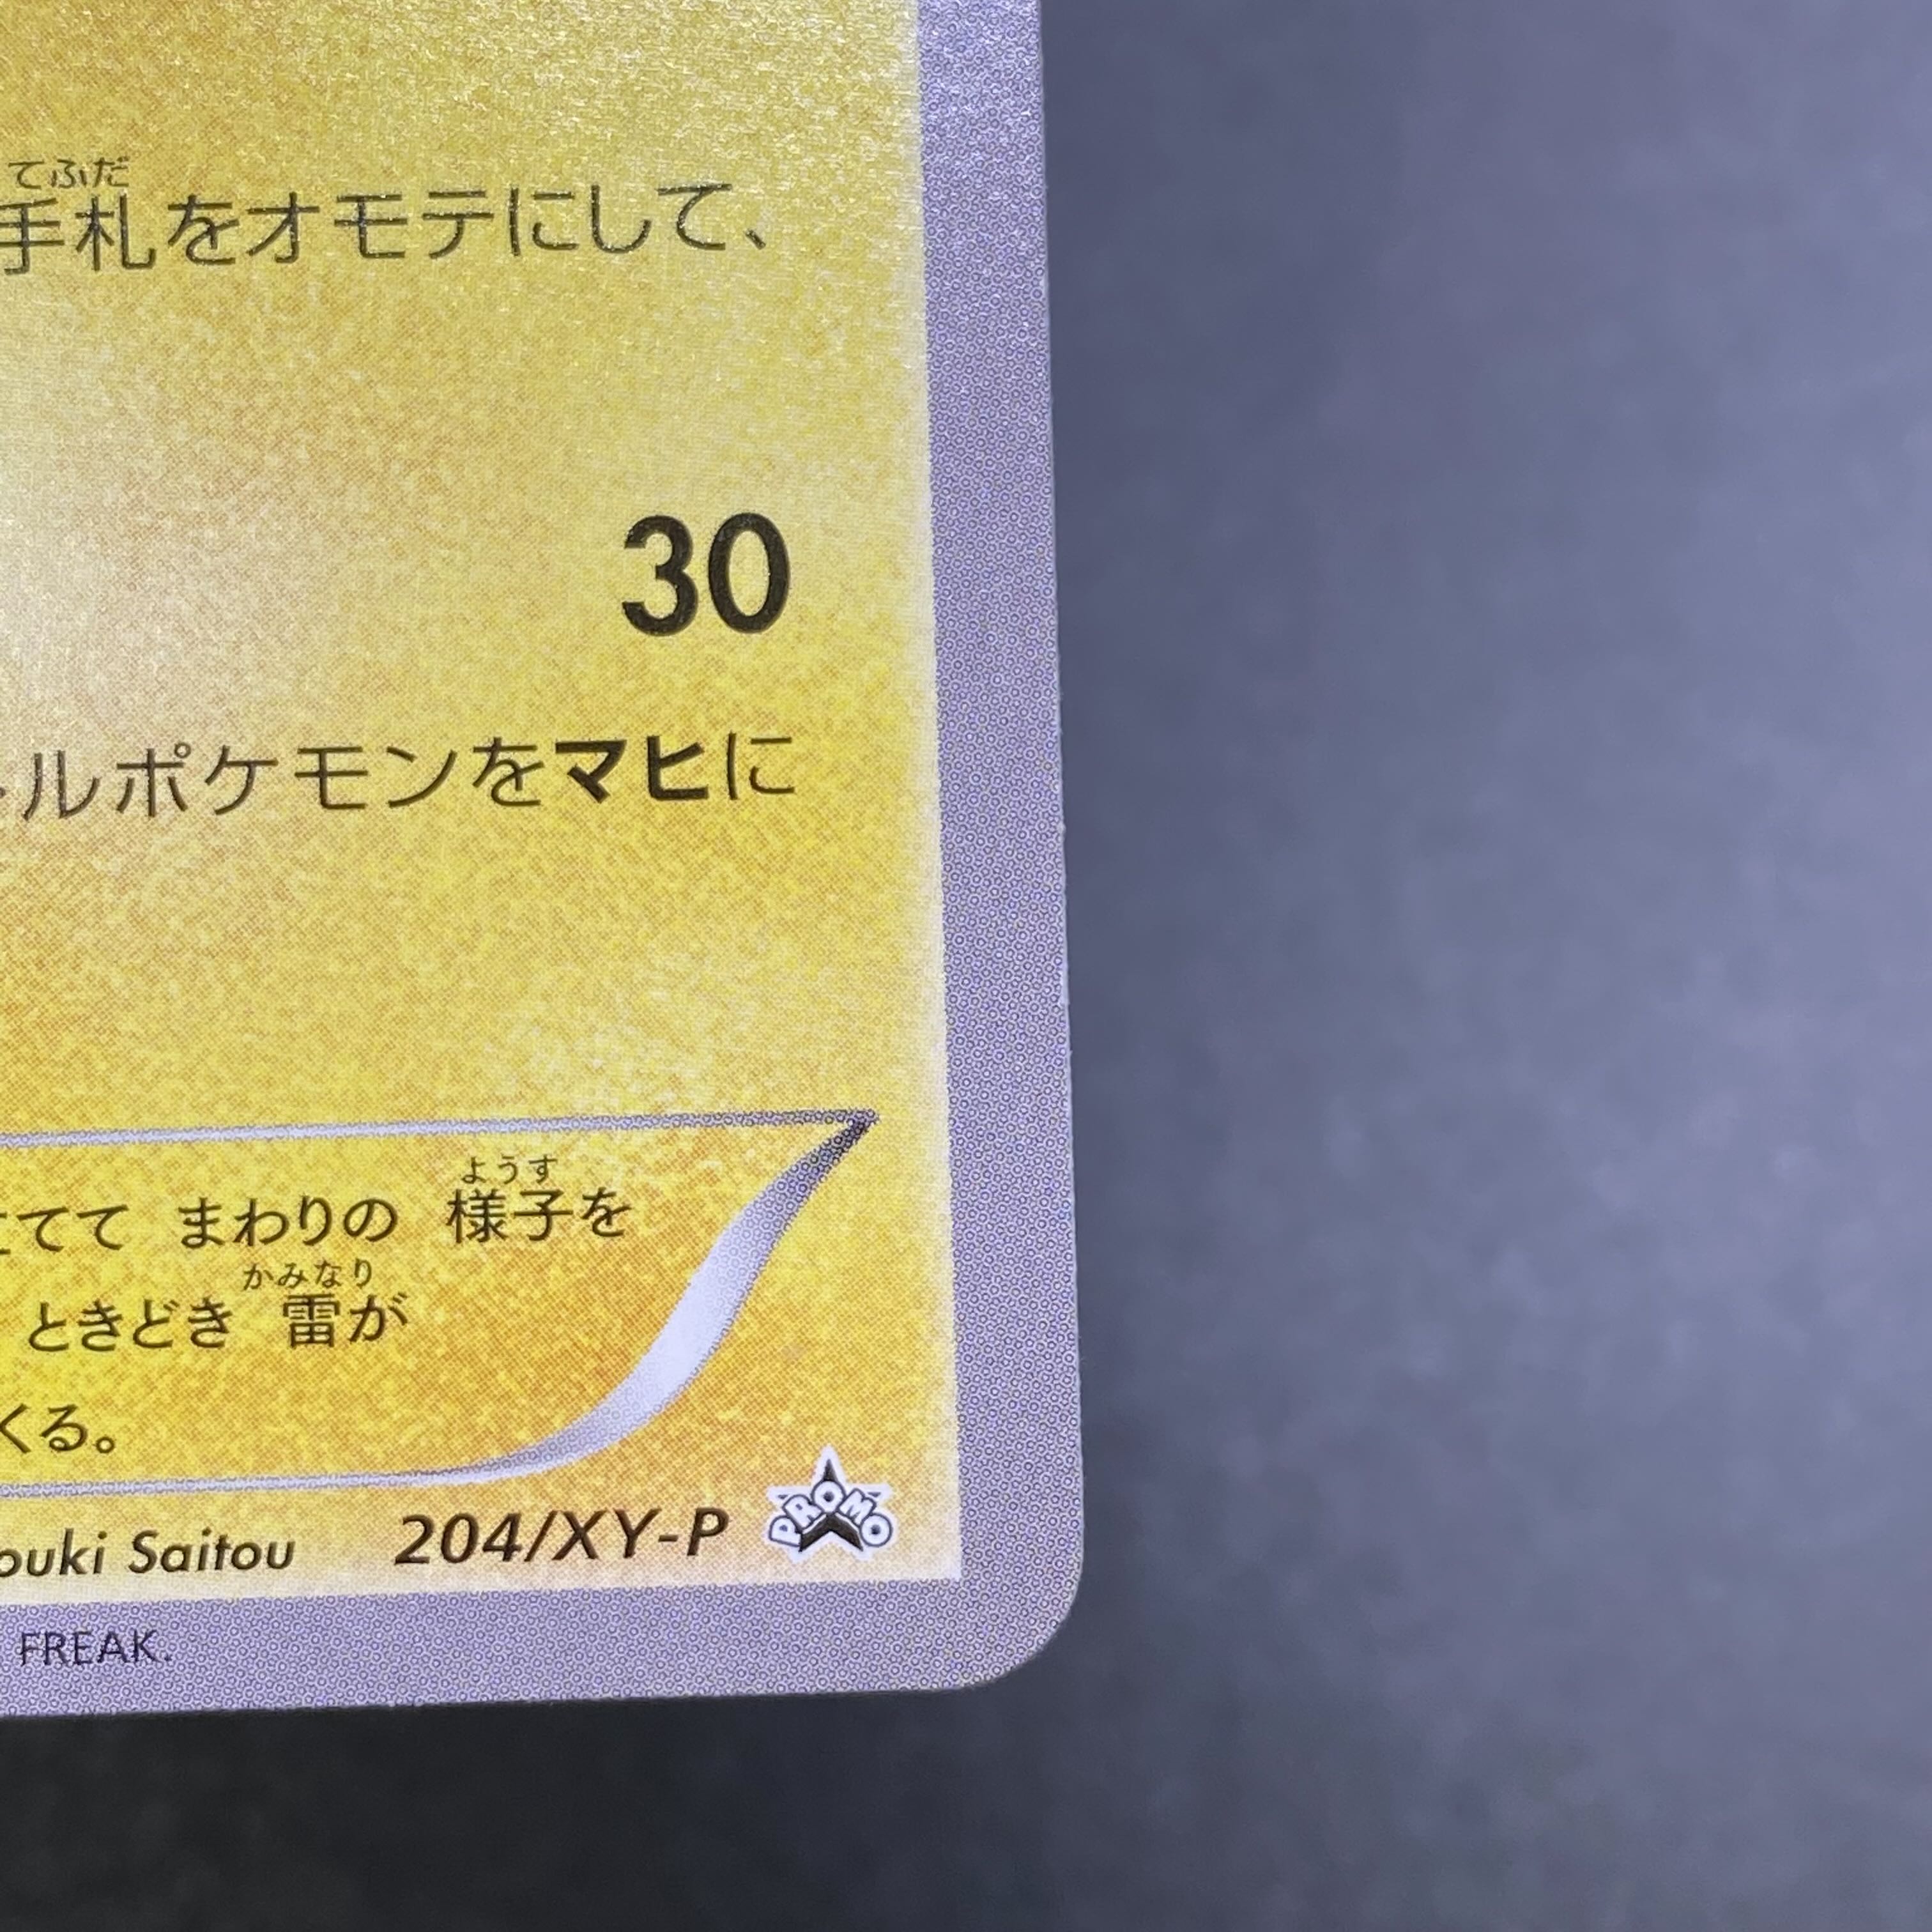 てふだ
手札をオモテにして、
30
ルポケモンをマヒに
ようす
てて まわりの 様子を
かみなり
ときどき 雷が
くる。
ouki Saitou 204/XY-P PROMO
FREAK.